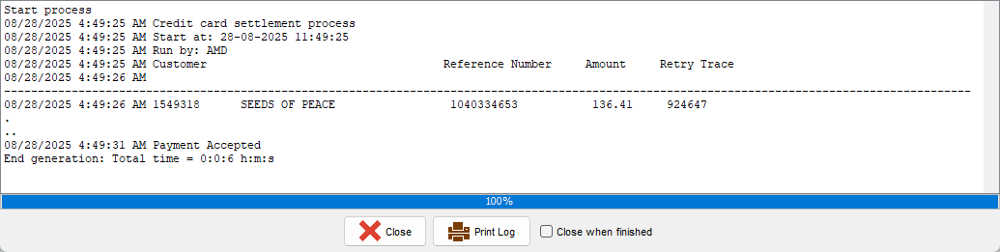 Start process
08/28/2025 4:49:25 AM Credit card settlement process
08/28/2025 4:49:25 AM Start at: 28-08-2025 11:49:25
08/28/2025 4:49:25 AM Run by: AMD
08/28/2025 4:49:25 AM Customer Reference Number Amount Retry Trace
08/28/2025 4:49:26 AM
-----------------------------------------------------------------------------------------------------------------------------------------------
08/28/2025 4:49:26 AM 1549318 SEEDS OF PEACE 1040334653 136.41 924647
.
..
08/28/2025 4:49:31 AM Payment Accepted
End generation: Total time = 0:0:6 h:m:s
100%
Close Print Log Close when finished